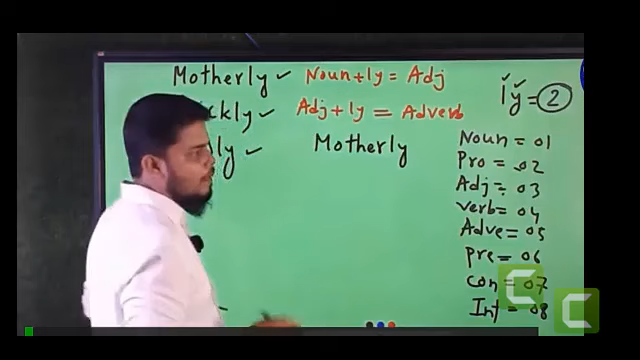 Motherly ✓ Noun+ly = Adj
ckly ✓ Adj+ly = Adverb
ly ✓ Motherly
ly = 2
Noun = 01
Pro = 02
Adj = 03
verb = 04
Adve = 05
pre = 06
Con = 07
Int = 08